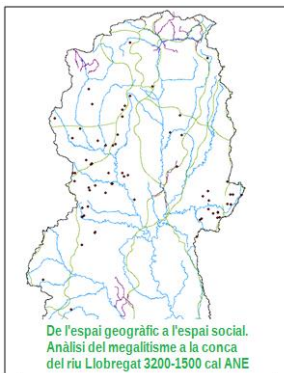 De l'espai geogràfic a l'espai social.
Anàlisi del megalitisme a la conca
del riu Llobregat 3200-1500 cal ANE